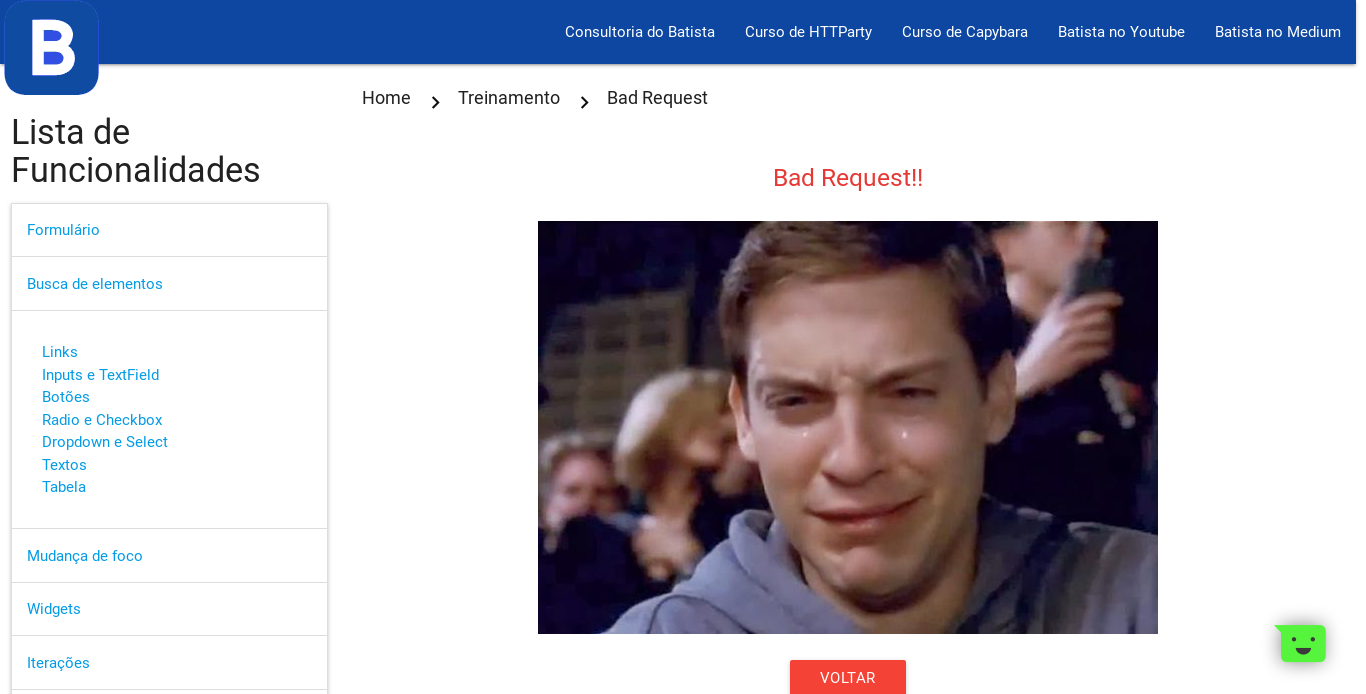 B
Consultoria do Batista
Curso de HTTParty
Curso de Capybara
Batista no Youtube
Batista no Medium
Home
Treinamento
Bad Request
Lista de
Funcionalidades
Formulário
Busca de elementos
Links
Inputs e TextField
Botões
Radio e Checkbox
Dropdown e Select
Textos
Tabela
Mudança de foco
Widgets
Iterações
Bad Request!!
VOLTAR